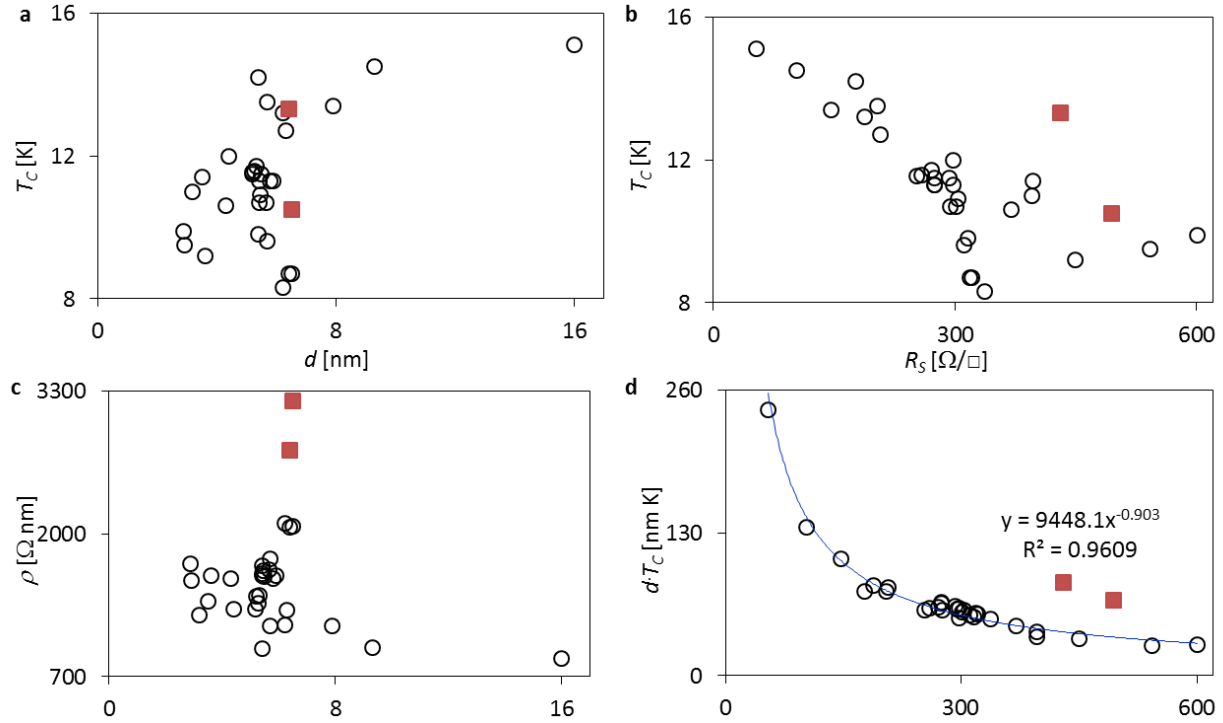 a
16
12
8
T_C [K]
0
8
16
d [nm]
b
16
12
8
T_C [K]
0
300
600
R_S [Ω/□]
c
3300
2000
700
ρ [Ω nm]
0
8
16
d
260
130
0
d·T_C [nm K]
y = 9448.1x^-0.903
R² = 0.9609
0
300
600